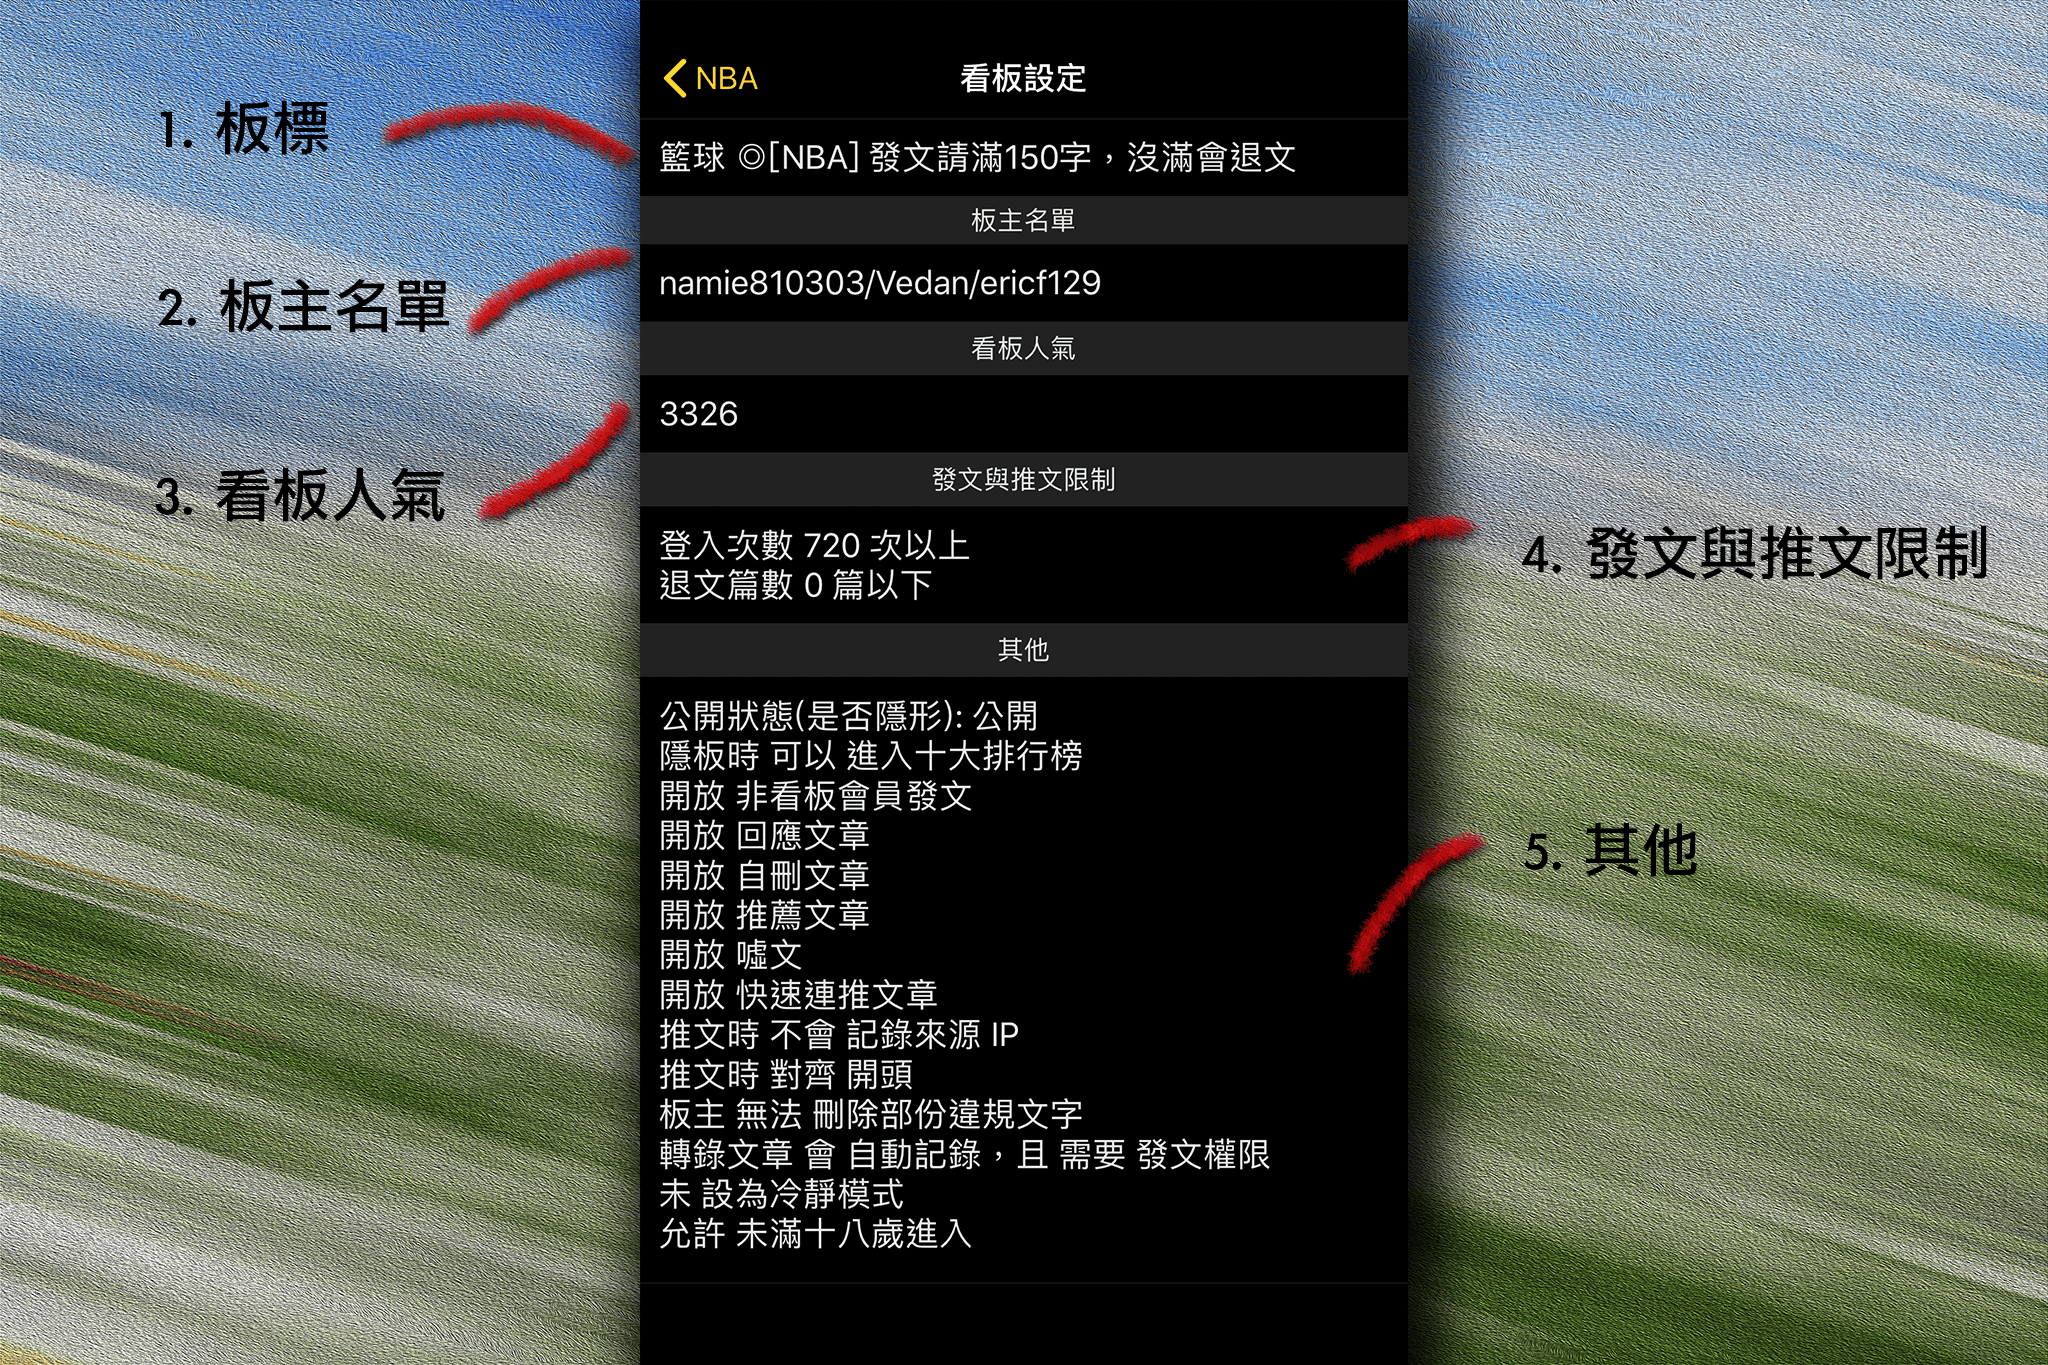 NBA
看板設定
1. 板標
籃球 ◎[NBA] 發文請滿150字，沒滿會退文
板主名單
2. 板主名單
namie810303/Vedan/ericf129
看板人氣
3326
3. 看板人氣
發文與推文限制
登入次數 720 次以上
退文篇數 0 篇以下
4. 發文與推文限制
其他
公開狀態(是否隱形): 公開
隱板時 可以 進入十大排行榜
開放 非看板會員發文
開放 回應文章
開放 自刪文章
開放 推薦文章
開放 噓文
開放 快速連推文章
推文時 不會 記錄來源 IP
推文時 對齊 開頭
板主 無法 刪除部份違規文字
轉錄文章 會 自動記錄，且 需要 發文權限
未 設為冷靜模式
允許 未滿十八歲進入
5. 其他